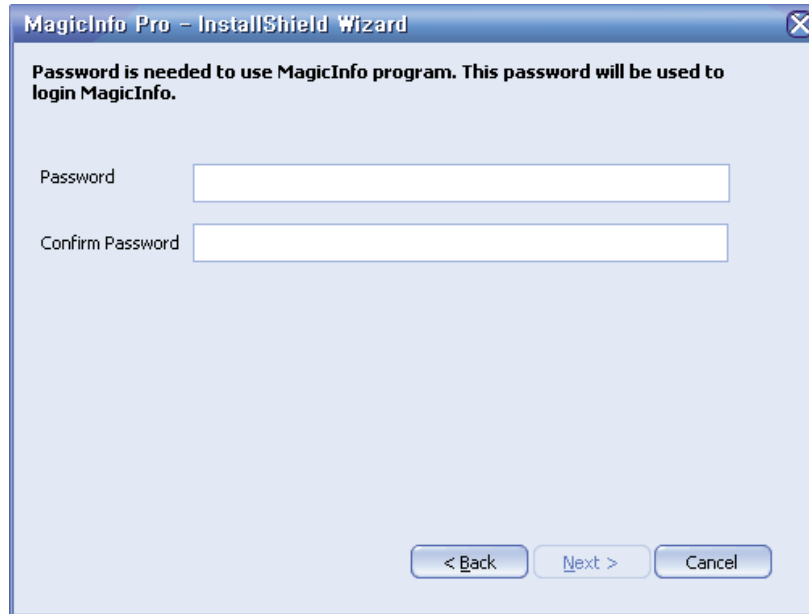 MagicInfo Pro - InstallShield Wizard
Password is needed to use MagicInfo program. This password will be used to
login MagicInfo.
Password
Confirm Password
< Back Next > Cancel